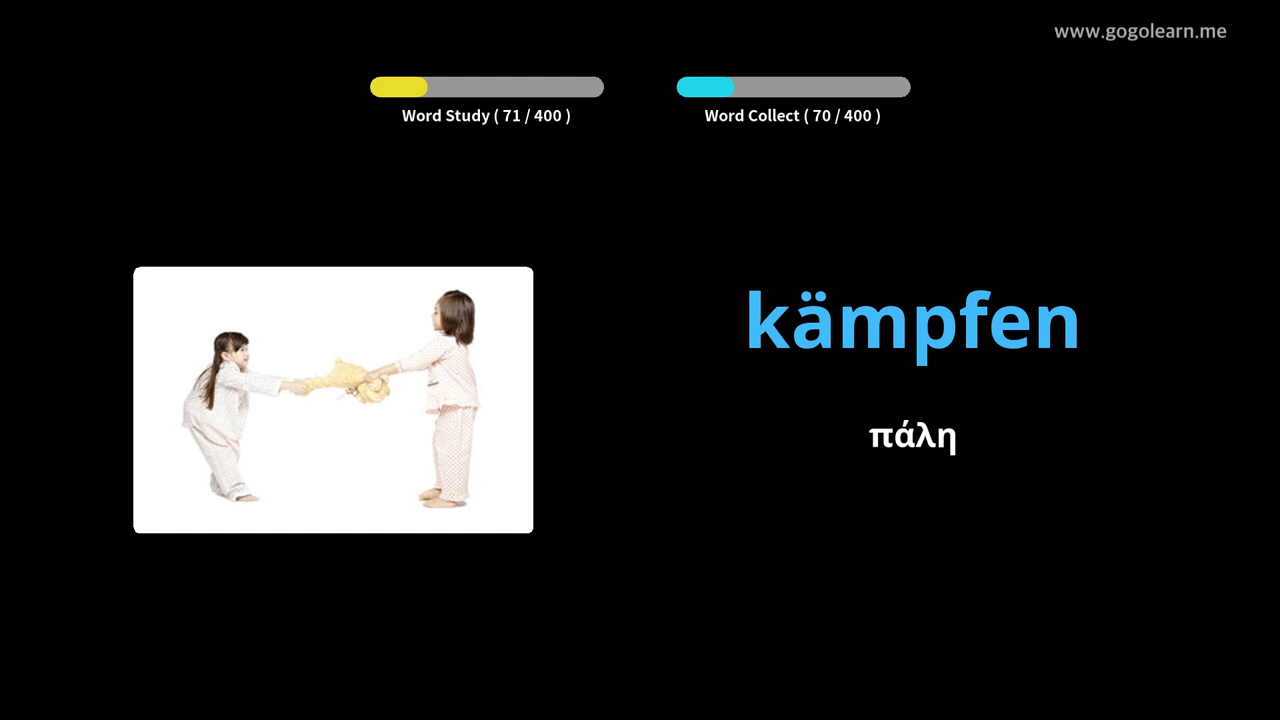 www.gogolearn.me
Word Study ( 71 / 400 )
Word Collect ( 70 / 400 )
kämpfen
πάλη